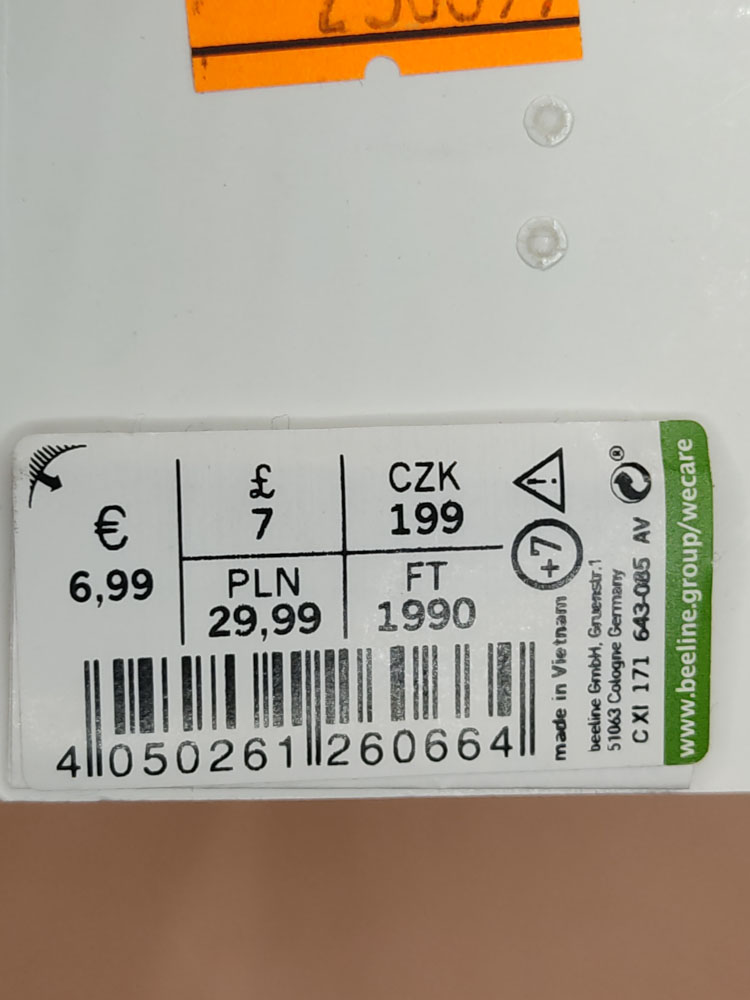 €
6,99
£
7
CZK
199
PLN
29,99
FT
1990
4 050261 260664
+7
made in Vietnam
beeline GmbH, Gruenstr.1
51063 Cologne Germany
C XI 171 643-085 AV
www.beeline.group/wecare